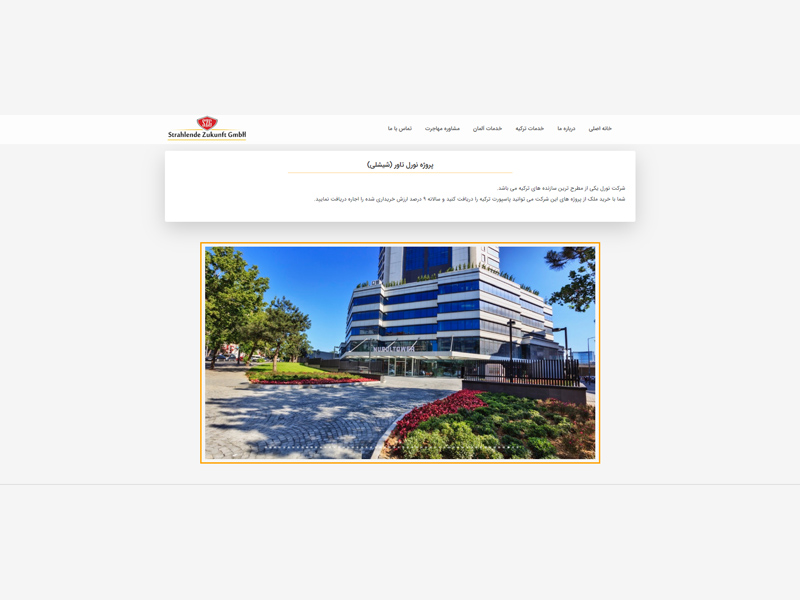 SZG
Strahlende Zukunft GmbH
خانه اصلی درباره ما خدمات ترکیه خدمات آلمان مشاوره مهاجرت تماس با ما
پروژه نورل تاور (شیشلی)
شرکت نورل یکی از مطرح ترین سازنده های ترکیه می باشد.
شما با خرید ملک از پروژه های این شرکت می توانید پاسپورت ترکیه را دریافت کنید و سالانه ۹ درصد ارزش خریداری شده را اجاره دریافت نمایید.
NUROLTOWER